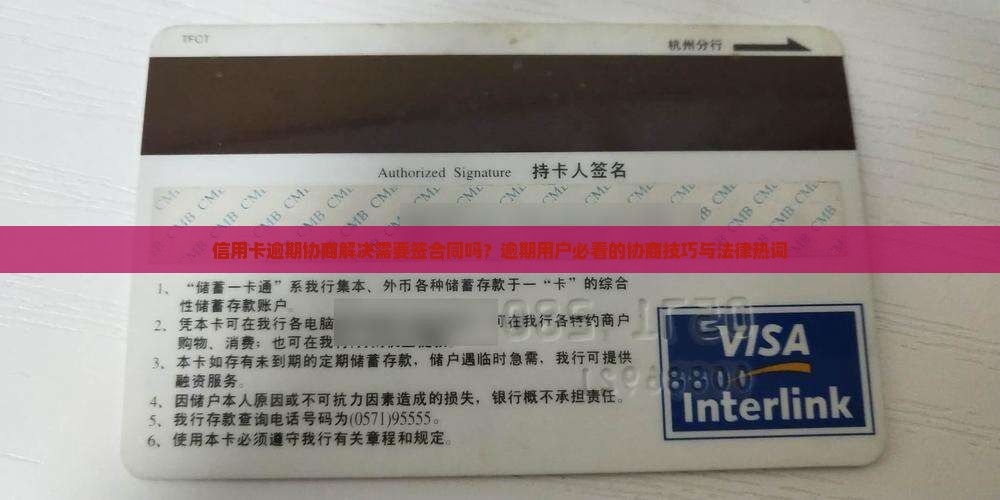 TFCT
杭州分行
Authorized Signature 持卡人签名
CMB CMB CMB CMB CMB CMB CMB
信用卡逾期协商解决需要签合同吗？逾期用户必看的协商技巧与法律热词
1、“储蓄一卡通”系我行集本、外币各种储蓄存款于一“卡”的综合
性储蓄存款账户
2、凭本卡可在我行各电脑 可在我行各特约商户
购物、消费；也可在我
3、本卡如存有未到期的定期储蓄存款，储户遇临时急需，我行可提供
融资服务。
4、因储户本人原因或不可抗力因素造成的损失，银行概不承担责任。
5、我行存款查询电话号码为(0571)95555。
6、使用本卡必须遵守我行有关章程和规定。
VISA
Interlink